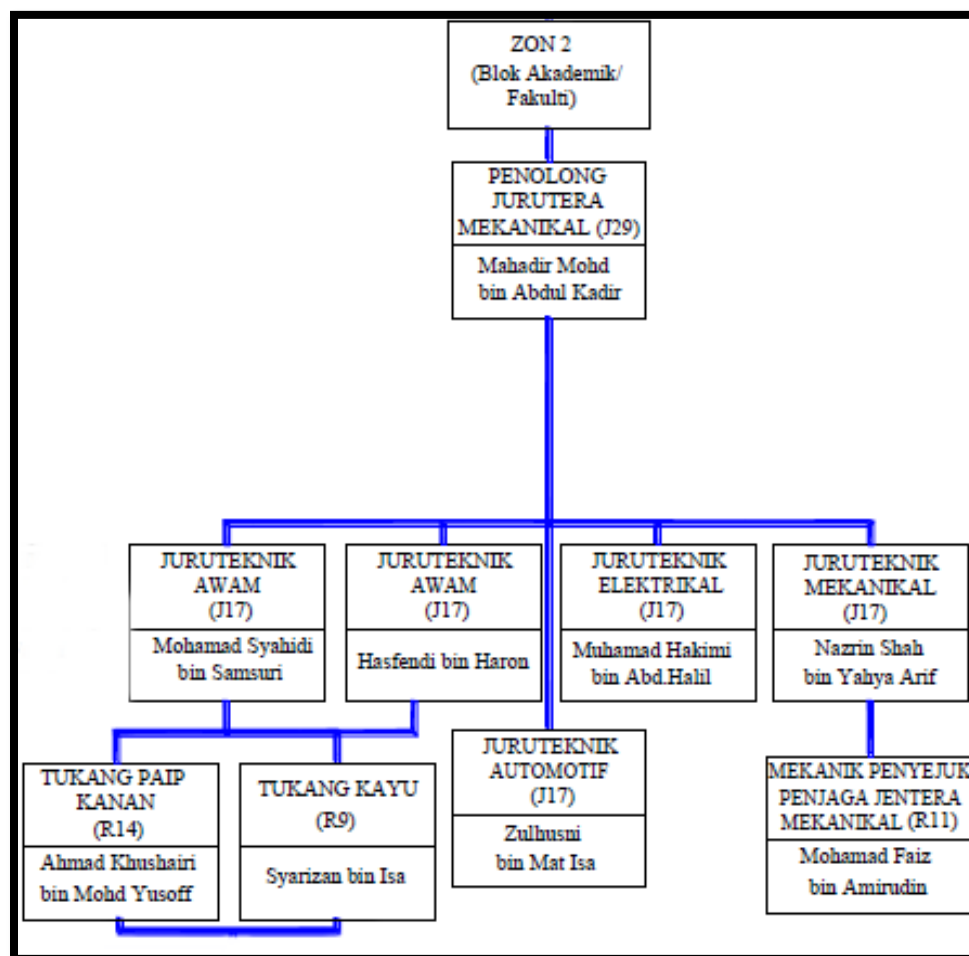 ZON 2
(Blok Akademik/
Fakulti)
PENOLONG
JURUTERA
MEKANIKAL (J29)
Mahadir Mohd
bin Abdul Kadir
JURUTEKNIK
AWAM
(J17)
Mohamad Syahidi
bin Samsuri
JURUTEKNIK
AWAM
(J17)
Hasfendi bin Haron
JURUTEKNIK
ELEKTRIKAL
(J17)
Muhamad Hakimi
bin Abd.Halil
JURUTEKNIK
MEKANIKAL
(J17)
Nazrin Shah
bin Yahya Arif
TUKANG PAIP
KANAN
(R14)
Ahmad Khushairi
bin Mohd Yusoff
TUKANG KAYU
(R9)
Syarizan bin Isa
JURUTEKNIK
AUTOMOTIF
(J17)
Zulhusni
bin Mat Isa
MEKANIK PENYEJUK
PENJAGA JENTERA
MEKANIKAL (R11)
Mohamad Faiz
bin Amirudin